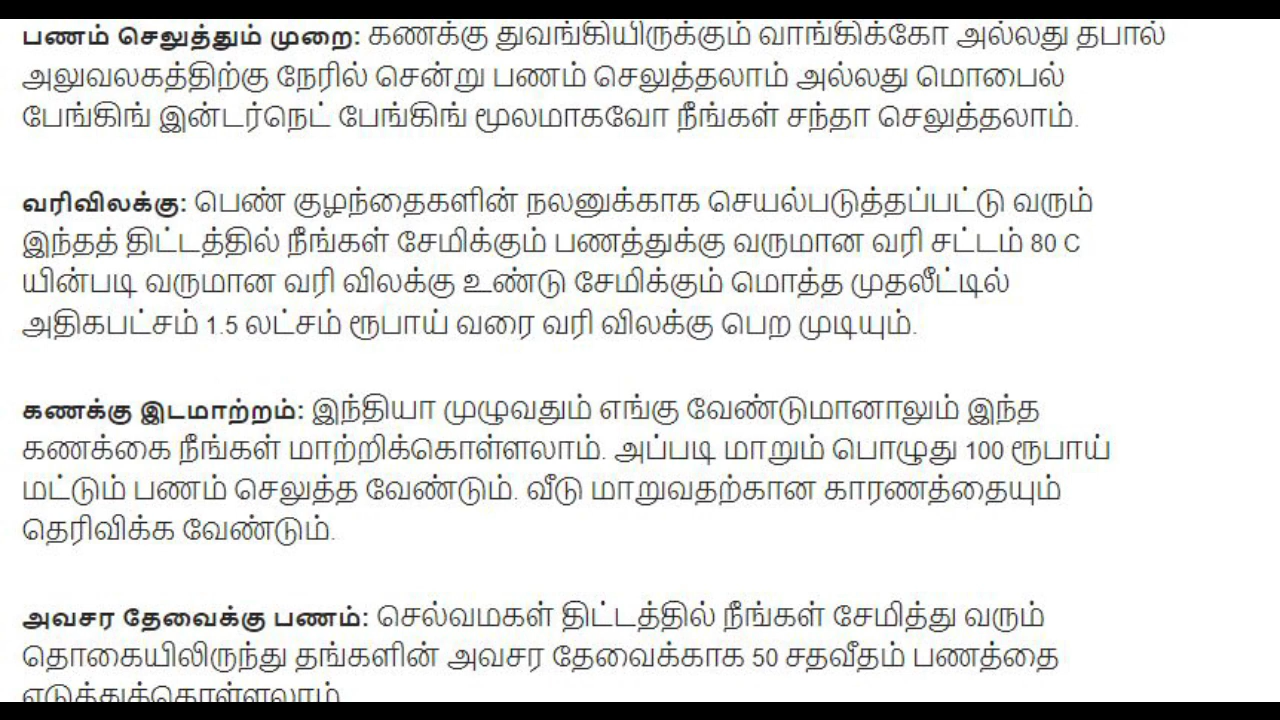 பணம் செலுத்தும் முறை: கணக்கு துவங்கியிருக்கும் வாங்கிக்கோ அல்லது தபால்
அலுவலகத்திற்கு நேரில் சென்று பணம் செலுத்தலாம் அல்லது மொபைல்
பேங்கிங் இன்டர்நெட் பேங்கிங் மூலமாகவோ நீங்கள் சந்தா செலுத்தலாம்.
வரிவிலக்கு: பெண் குழந்தைகளின் நலனுக்காக செயல்படுத்தப்பட்டு வரும்
இந்தத் திட்டத்தில் நீங்கள் சேமிக்கும் பணத்துக்கு வருமான வரி சட்டம் 80 C
யின்படி வருமான வரி விலக்கு உண்டு சேமிக்கும் மொத்த முதலீட்டில்
அதிகபட்சம் 1.5 லட்சம் ரூபாய் வரை வரி விலக்கு பெற முடியும்.
கணக்கு இடமாற்றம்: இந்தியா முழுவதும் எங்கு வேண்டுமானாலும் இந்த
கணக்கை நீங்கள் மாற்றிக்கொள்ளலாம். அப்படி மாறும் பொழுது 100 ரூபாய்
மட்டும் பணம் செலுத்த வேண்டும். வீடு மாறுவதற்கான காரணத்தையும்
தெரிவிக்க வேண்டும்.
அவசர தேவைக்கு பணம்: செல்வமகள் திட்டத்தில் நீங்கள் சேமித்து வரும்
தொகையிலிருந்து தங்களின் அவசர தேவைக்காக 50 சதவீதம் பணத்தை
எடுத்துக்கொள்ளலாம்